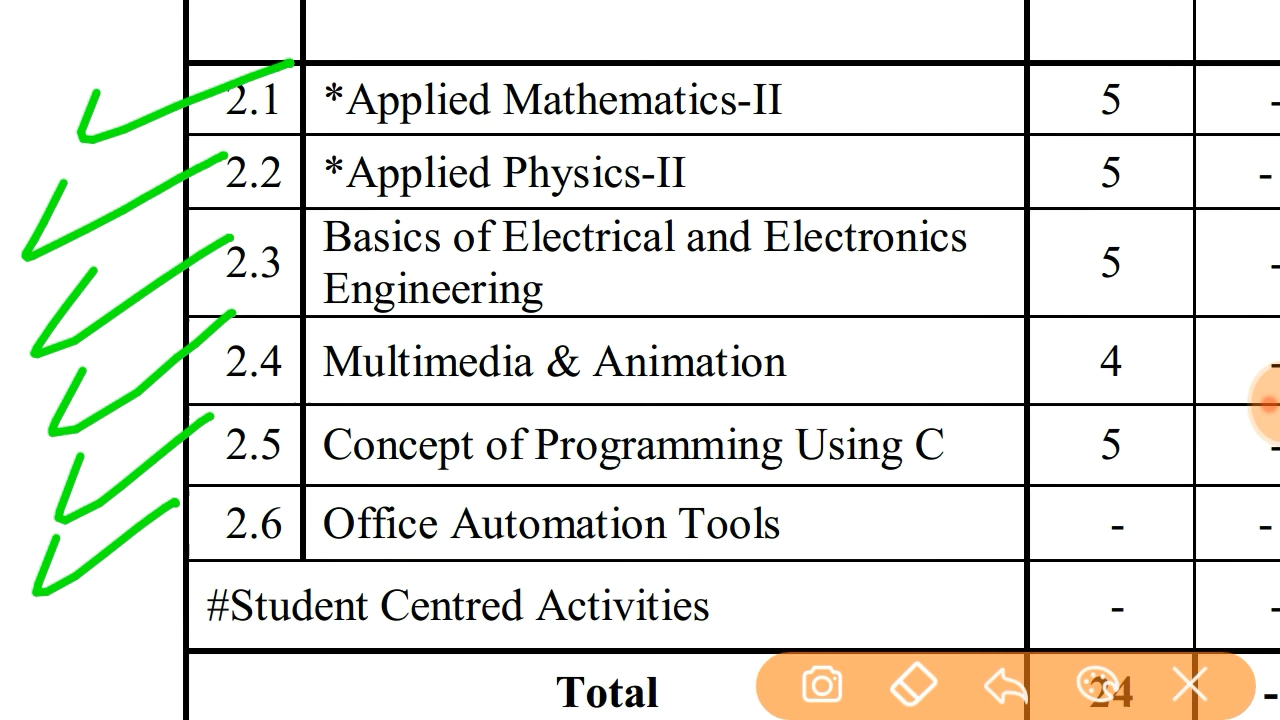 2.1 *Applied Mathematics-II 5 -
2.2 *Applied Physics-II 5 -
2.3 Basics of Electrical and Electronics Engineering 5 -
2.4 Multimedia & Animation 4 -
2.5 Concept of Programming Using C 5 -
2.6 Office Automation Tools - -
#Student Centred Activities - -
Total 24 -